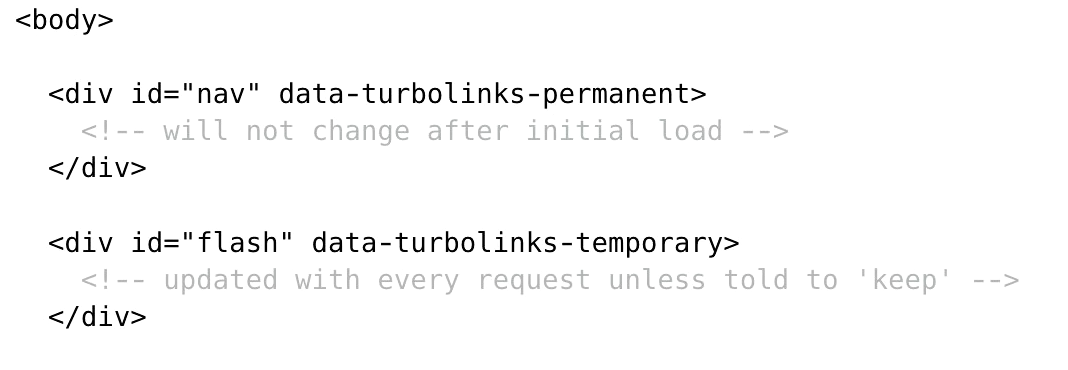 <body>
<div id="nav" data-turbolinks-permanent>
<!-- will not change after initial load -->
</div>
<div id="flash" data-turbolinks-temporary>
<!-- updated with every request unless told to 'keep' -->
</div>